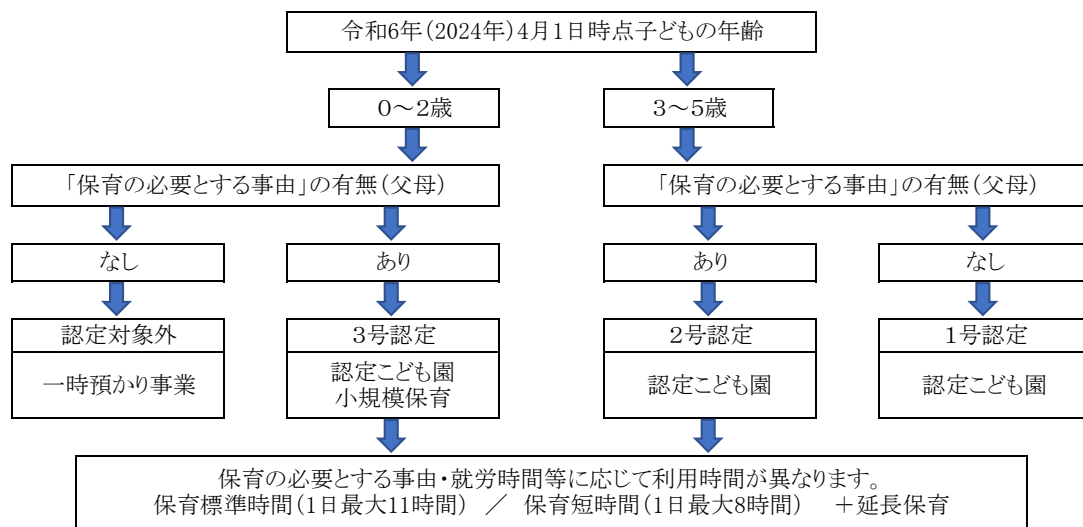 令和6年(2024年)4月1日時点子どもの年齢
0~2歳
3~5歳
「保育の必要とする事由」の有無(父母)
「保育の必要とする事由」の有無(父母)
なし
あり
あり
なし
認定対象外
3号認定
2号認定
1号認定
一時預かり事業
認定こども園
小規模保育
認定こども園
認定こども園
保育の必要とする事由・就労時間等に応じて利用時間が異なります。
保育標準時間(1日最大11時間) / 保育短時間(1日最大8時間) +延長保育